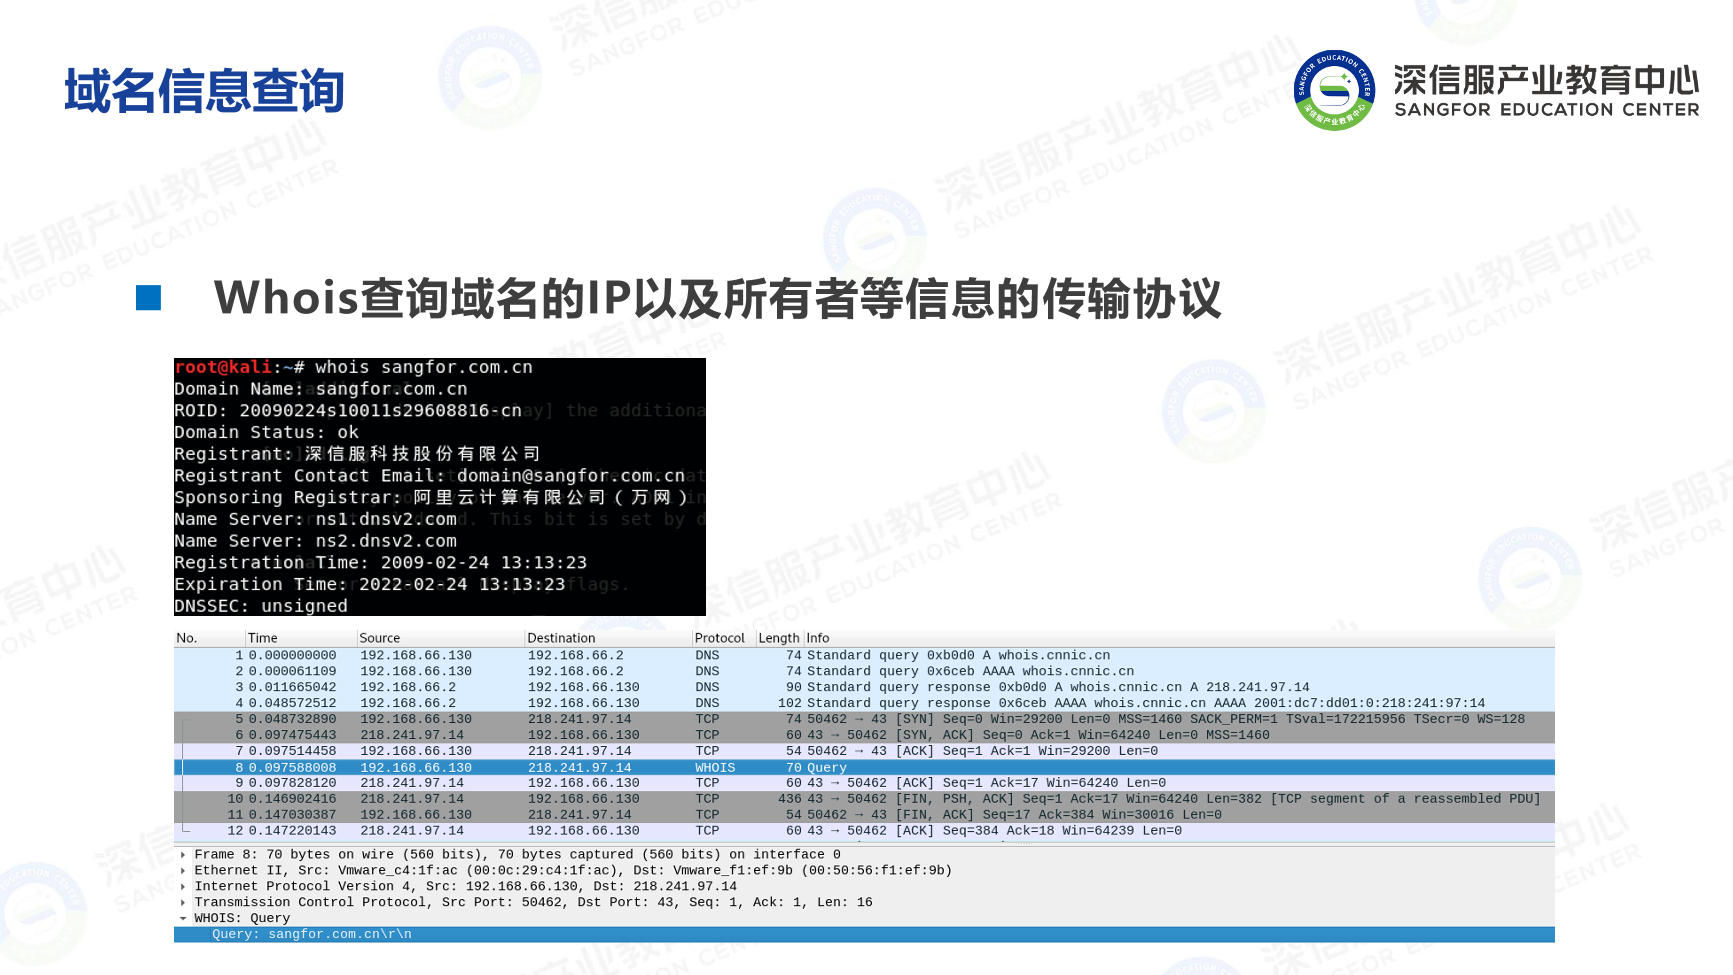 域名信息查询
深信服产业教育中心
SANGFOR EDUCATION CENTER
Whois查询域名的IP以及所有者等信息的传输协议
root@kali:~# whois sangfor.com.cn
Domain Name: sangfor.com.cn
ROID: 20090224s10011s29608816-cn
Domain Status: ok
Registrant: 深信服科技股份有限公司
Registrant Contact Email: domain@sangfor.com.cn
Sponsoring Registrar: 阿里云计算有限公司（万网）
Name Server: ns1.dnsv2.com
Name Server: ns2.dnsv2.com
Registration Time: 2009-02-24 13:13:23
Expiration Time: 2022-02-24 13:13:23
DNSSEC: unsigned
No. Time Source Destination Protocol Length Info
1 0.000000000 192.168.66.130 192.168.66.2 DNS 74 Standard query 0xb0d0 A whois.cnnic.cn
2 0.000061109 192.168.66.130 192.168.66.2 DNS 74 Standard query 0x6ceb AAAA whois.cnnic.cn
3 0.011665042 192.168.66.2 192.168.66.130 DNS 90 Standard query response 0xb0d0 A whois.cnnic.cn A 218.241.97.14
4 0.048572512 192.168.66.2 192.168.66.130 DNS 102 Standard query response 0x6ceb AAAA whois.cnnic.cn AAAA 2001:dc7:dd01:0:218:241:97:14
5 0.048732890 192.168.66.130 218.241.97.14 TCP 74 50462 → 43 [SYN] Seq=0 Win=29200 Len=0 MSS=1460 SACK_PERM=1 TSval=172215956 TSecr=0 WS=128
6 0.097475443 218.241.97.14 192.168.66.130 TCP 60 43 → 50462 [SYN, ACK] Seq=0 Ack=1 Win=64240 Len=0 MSS=1460
7 0.097514458 192.168.66.130 218.241.97.14 TCP 54 50462 → 43 [ACK] Seq=1 Ack=1 Win=29200 Len=0
8 0.097588008 192.168.66.130 218.241.97.14 WHOIS 70 Query
9 0.097828120 218.241.97.14 192.168.66.130 TCP 60 43 → 50462 [ACK] Seq=1 Ack=17 Win=64240 Len=0
10 0.146902416 218.241.97.14 192.168.66.130 TCP 436 43 → 50462 [FIN, PSH, ACK] Seq=1 Ack=17 Win=64240 Len=382 [TCP segment of a reassembled PDU]
11 0.147030387 192.168.66.130 218.241.97.14 TCP 54 50462 → 43 [FIN, ACK] Seq=17 Ack=384 Win=30016 Len=0
12 0.147220143 218.241.97.14 192.168.66.130 TCP 60 43 → 50462 [ACK] Seq=384 Ack=18 Win=64239 Len=0
Frame 8: 70 bytes on wire (560 bits), 70 bytes captured (560 bits) on interface 0
Ethernet II, Src: Vmware_c4:1f:ac (00:0c:29:c4:1f:ac), Dst: Vmware_f1:ef:9b (00:50:56:f1:ef:9b)
Internet Protocol Version 4, Src: 192.168.66.130, Dst: 218.241.97.14
Transmission Control Protocol, Src Port: 50462, Dst Port: 43, Seq: 1, Ack: 1, Len: 16
WHOIS: Query
Query: sangfor.com.cn\r\n